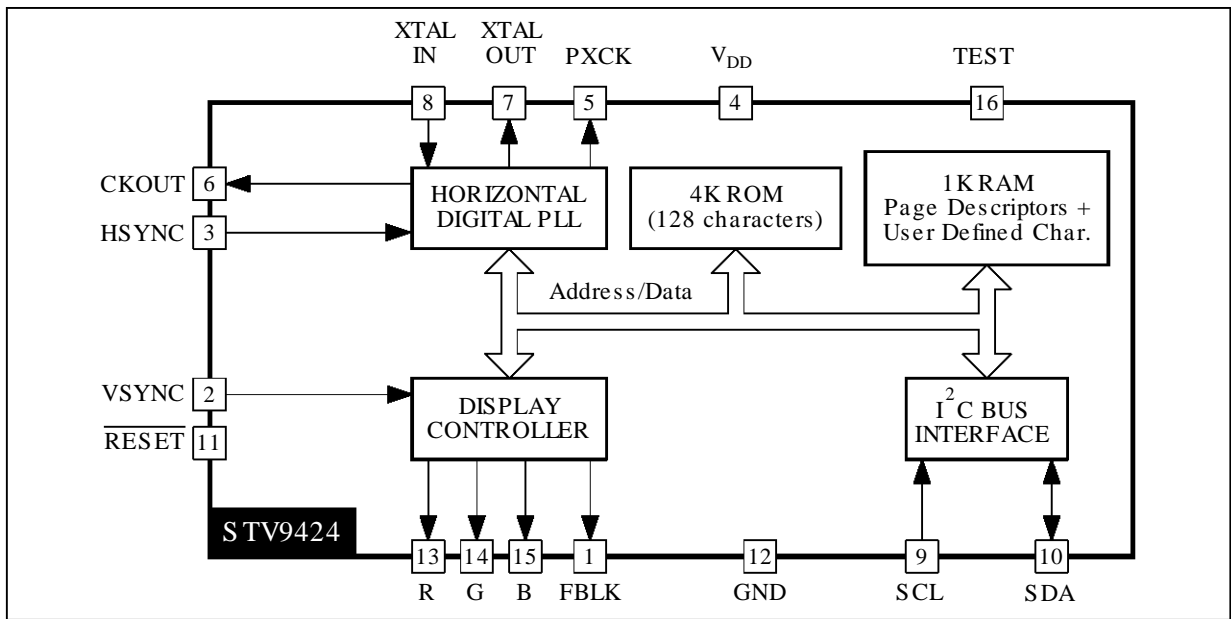 XTAL IN
XTAL OUT
PXCK
V_DD
TEST
8
7
5
4
16
CKOUT
6
HSYNC
3
HORIZONTAL
DIGITAL PLL
4K ROM
(128 characters)
1K RAM
Page Descriptors +
User Defined Char.
Address/Data
VSYNC
2
RESET
11
DISPLAY
CONTROLLER
I²C BUS
INTERFACE
STV9424
13
14
15
1
12
9
10
R
G
B
FBLK
GND
SCL
SDA